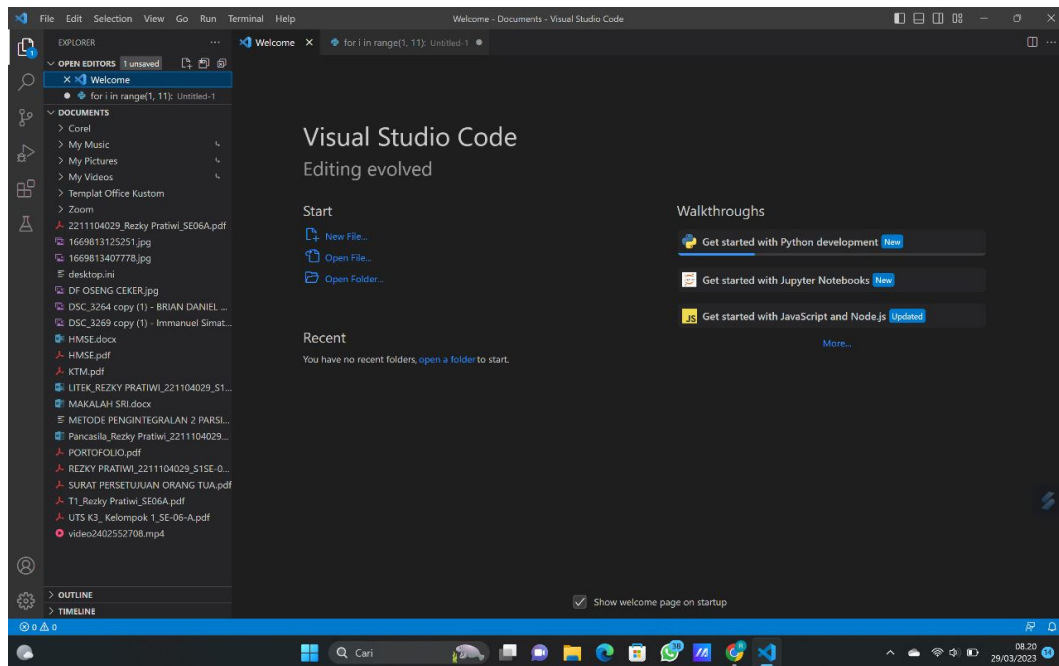 File Edit Selection View Go Run Terminal Help
Welcome - Documents - Visual Studio Code
EXPLORER
Welcome
for i in range(1, 11): Untitled-1
OPEN EDITORS 1 unsaved
Welcome
for i in range(1, 11): Untitled-1
DOCUMENTS
Corel
My Music
My Pictures
My Videos
Templat Office Kustom
Zoom
2211104029_Rezky Pratiwi_SE06A.pdf
1669813125251.jpg
1669813407778.jpg
desktop.ini
DF OSENG CEKER.jpg
DSC_3264 copy (1) - BRIAN DANIEL ...
DSC_3269 copy (1) - Immanuel Simat...
HMSE.docx
HMSE.pdf
KTM.pdf
LITEK_REZKY PRATIWI_221104029_S1...
MAKALAH SRI.docx
METODE PENGINTEGRALAN 2 PARSI...
Pancasila_Rezky Pratiwi_2211104029...
PORTOFOLIO.pdf
REZKY PRATIWI_2211104029_S1SE-0...
SURAT PERSETUJUAN ORANG TUA.pdf
T1_Rezky Pratiwi_SE06A.pdf
UTS K3_ Kelompok 1_SE-06-A.pdf
video2402552708.mp4
OUTLINE
TIMELINE
Visual Studio Code
Editing evolved
Start
New File...
Open File...
Open Folder...
Recent
You have no recent folders, open a folder to start.
Walkthroughs
Get started with Python development New
Get started with Jupyter Notebooks New
JS Get started with JavaScript and Node.js Updated
More...
Show welcome page on startup
0 0
Cari
08.20
29/03/2023